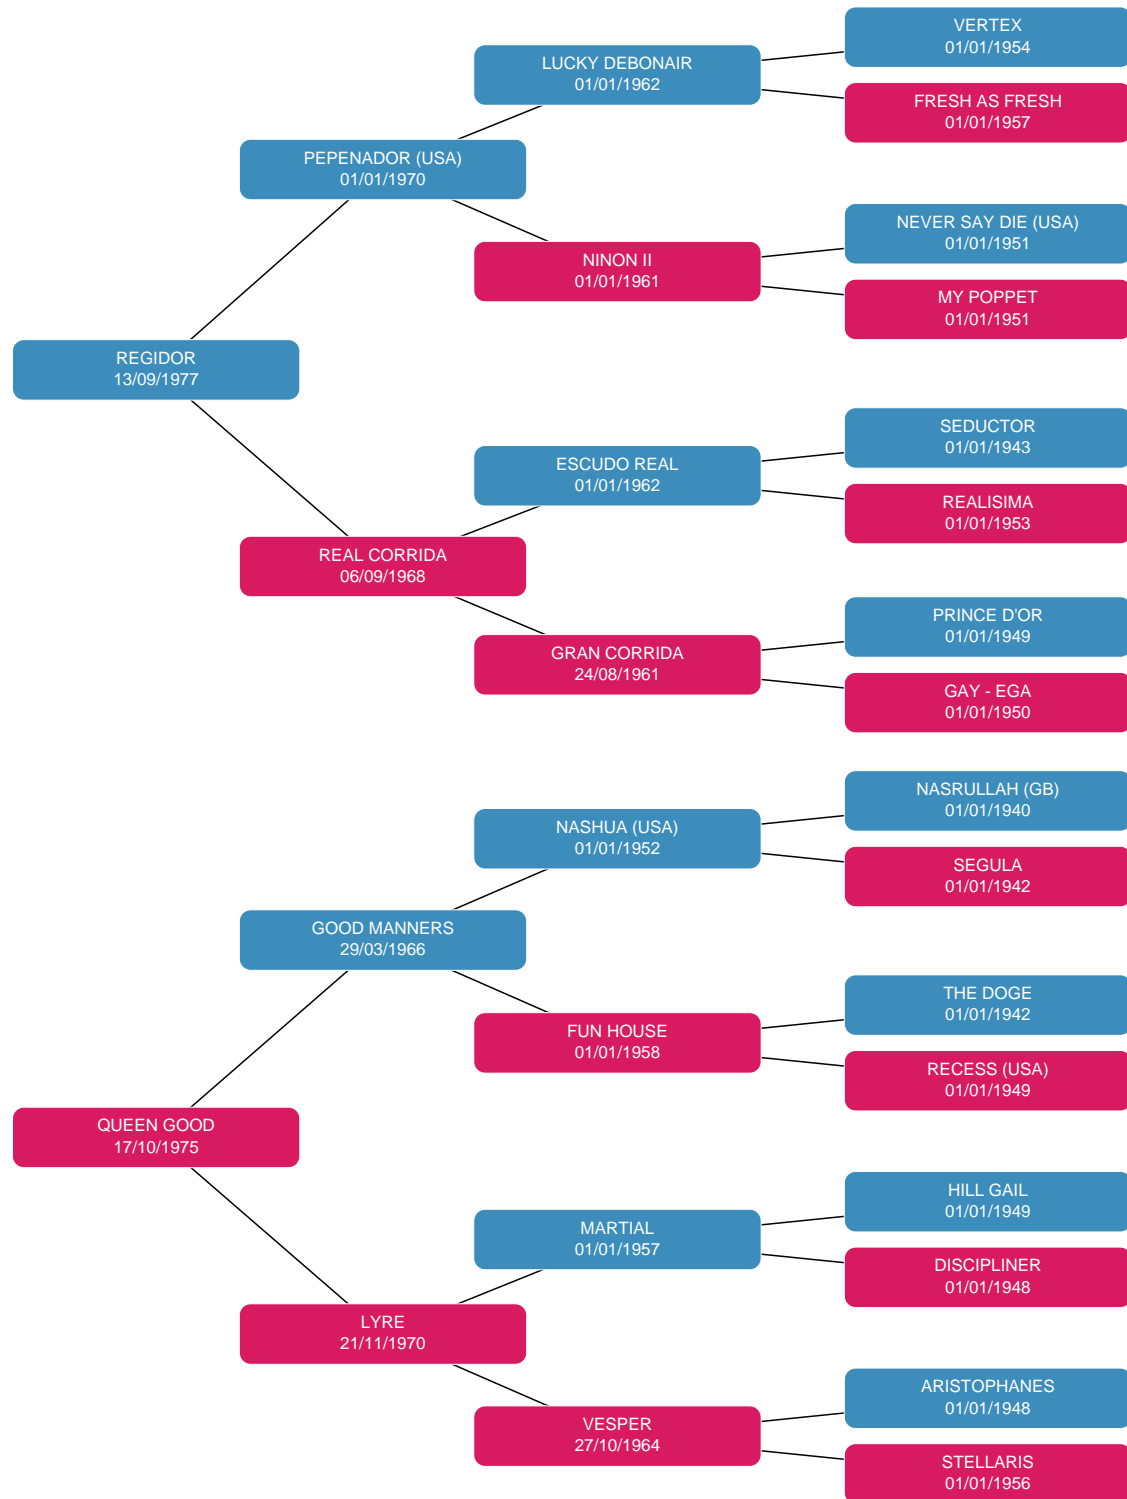 VERTEX
01/01/1954
LUCKY DEBONAIR
01/01/1962
FRESH AS FRESH
01/01/1957
PEPENADOR (USA)
01/01/1970
NEVER SAY DIE (USA)
01/01/1951
NINON II
01/01/1961
MY POPPET
01/01/1951
REGIDOR
13/09/1977
SEDUCTOR
01/01/1943
ESCUDO REAL
01/01/1962
REALISIMA
01/01/1953
REAL CORRIDA
06/09/1968
PRINCE D'OR
01/01/1949
GRAN CORRIDA
24/08/1961
GAY - EGA
01/01/1950
NASRULLAH (GB)
01/01/1940
NASHUA (USA)
01/01/1952
SEGULA
01/01/1942
GOOD MANNERS
29/03/1966
THE DOGE
01/01/1942
FUN HOUSE
01/01/1958
RECESS (USA)
01/01/1949
QUEEN GOOD
17/10/1975
HILL GAIL
01/01/1949
MARTIAL
01/01/1957
DISCIPLINER
01/01/1948
LYRE
21/11/1970
ARISTOPHANES
01/01/1948
VESPER
27/10/1964
STELLARIS
01/01/1956